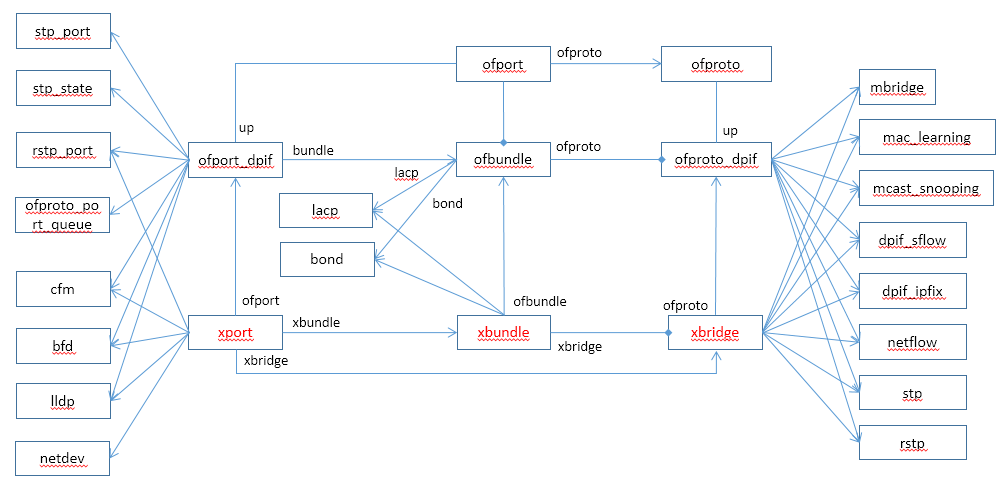 stp_port
stp_state
rstp_port
ofproto_po
rt_queue
cfm
bfd
lldp
netdev
up
ofport_dpif
bundle
ofport
xport
xbundle
xbridge
ofport
ofproto
ofbundle
ofproto
lacp
bond
lacp
bond
ofbundle
xbundle
xbridge
ofproto
up
ofproto_dpif
ofproto
xbridge
mbridge
mac_learning
mcast_snooping
dpif_sflow
dpif_ipfix
netflow
stp
rstp